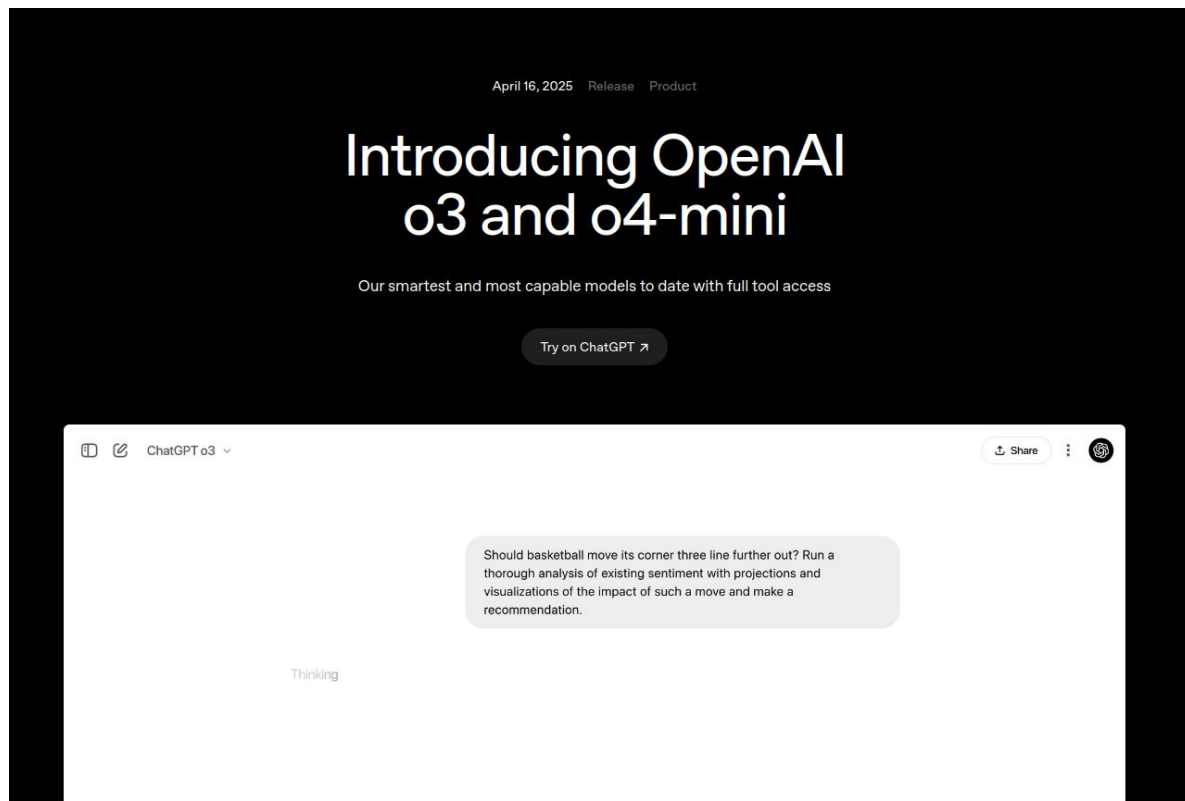 April 16, 2025 Release Product
Introducing OpenAI
o3 and o4-mini
Our smartest and most capable models to date with full tool access
Try on ChatGPT ↗
ChatGPT o3
Share
Should basketball move its corner three line further out? Run a
thorough analysis of existing sentiment with projections and
visualizations of the impact of such a move and make a
recommendation.
Thinking